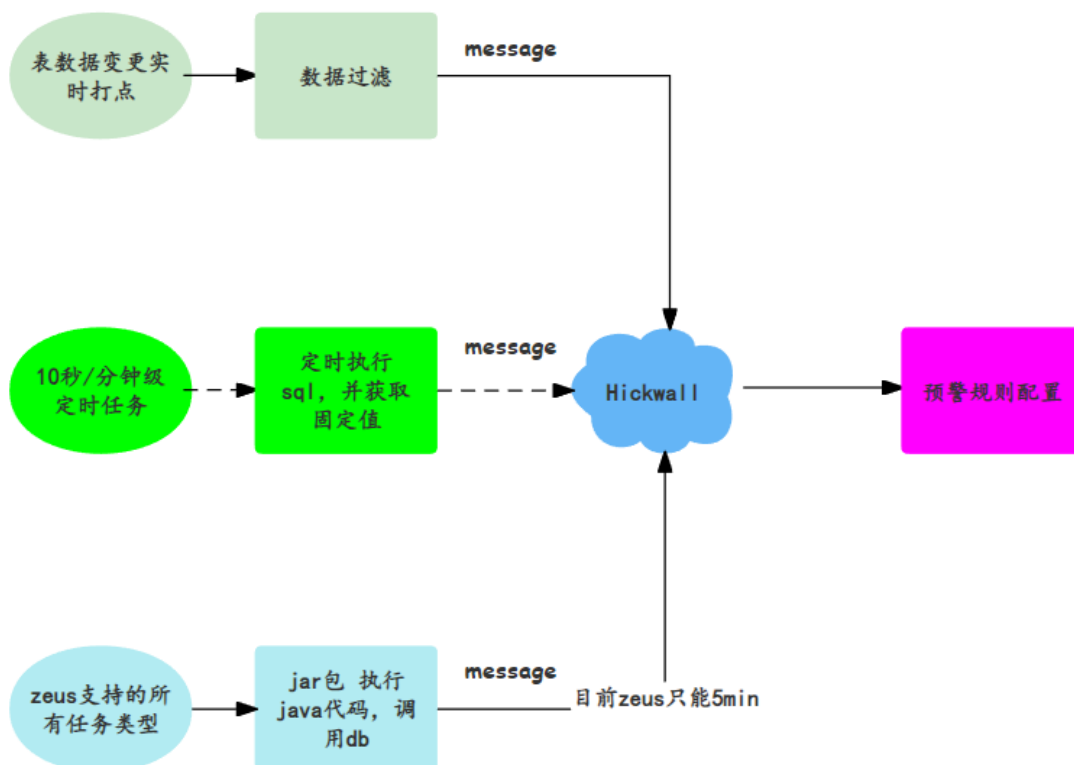 表数据变更实
时打点
数据过滤
message
10秒/分钟级
定时任务
定时执行
sql，并获取
固定值
message
Hickwall
预警规则配置
zeus支持的所
有任务类型
jar包 执行
java代码，调
用db
message
目前zeus只能5min